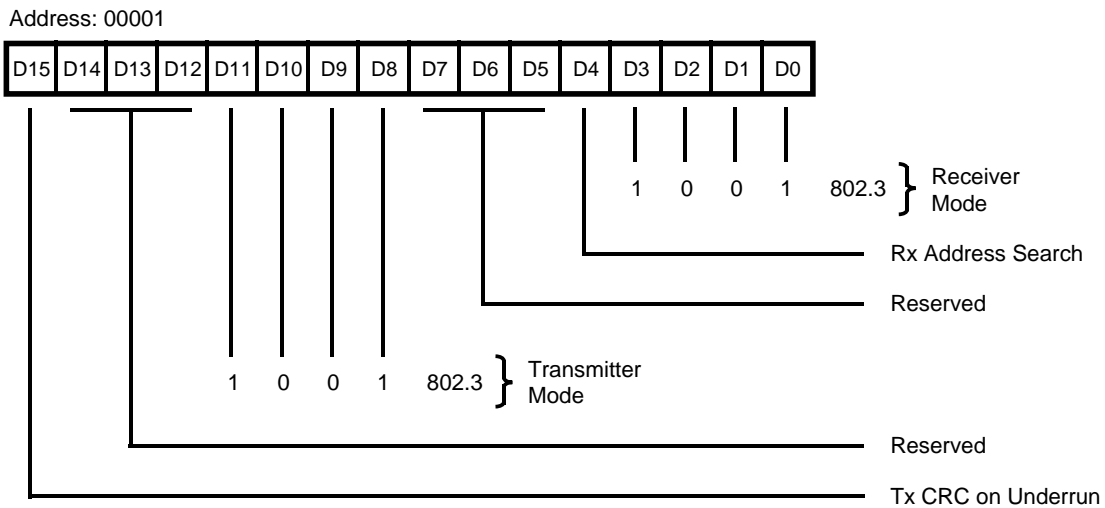 Address: 00001
D15 D14 D13 D12 D11 D10 D9 D8 D7 D6 D5 D4 D3 D2 D1 D0
1 0 0 1 802.3 } Receiver
Mode
Rx Address Search
Reserved
1 0 0 1 802.3 } Transmitter
Mode
Reserved
Tx CRC on Underrun